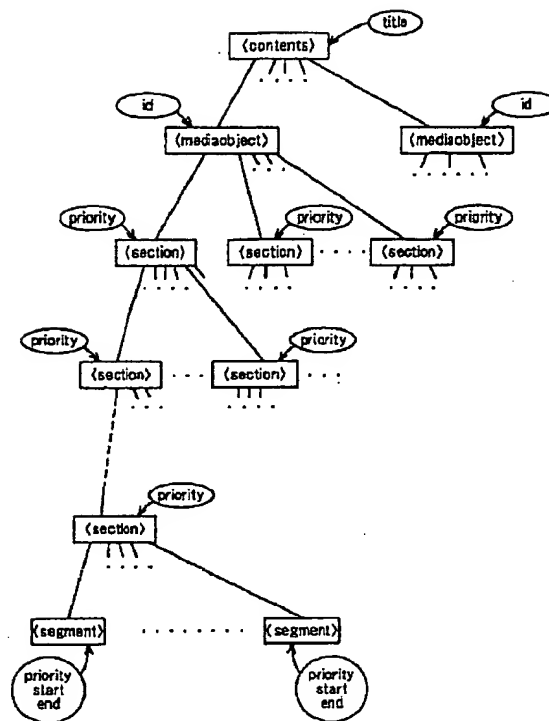 title
⟨contents⟩
id
id
⟨mediaobject⟩
⟨mediaobject⟩
priority
priority
priority
⟨section⟩
⟨section⟩
⟨section⟩
priority
priority
⟨section⟩
⟨section⟩
priority
⟨section⟩
⟨segment⟩
⟨segment⟩
priority
start
end
priority
start
end